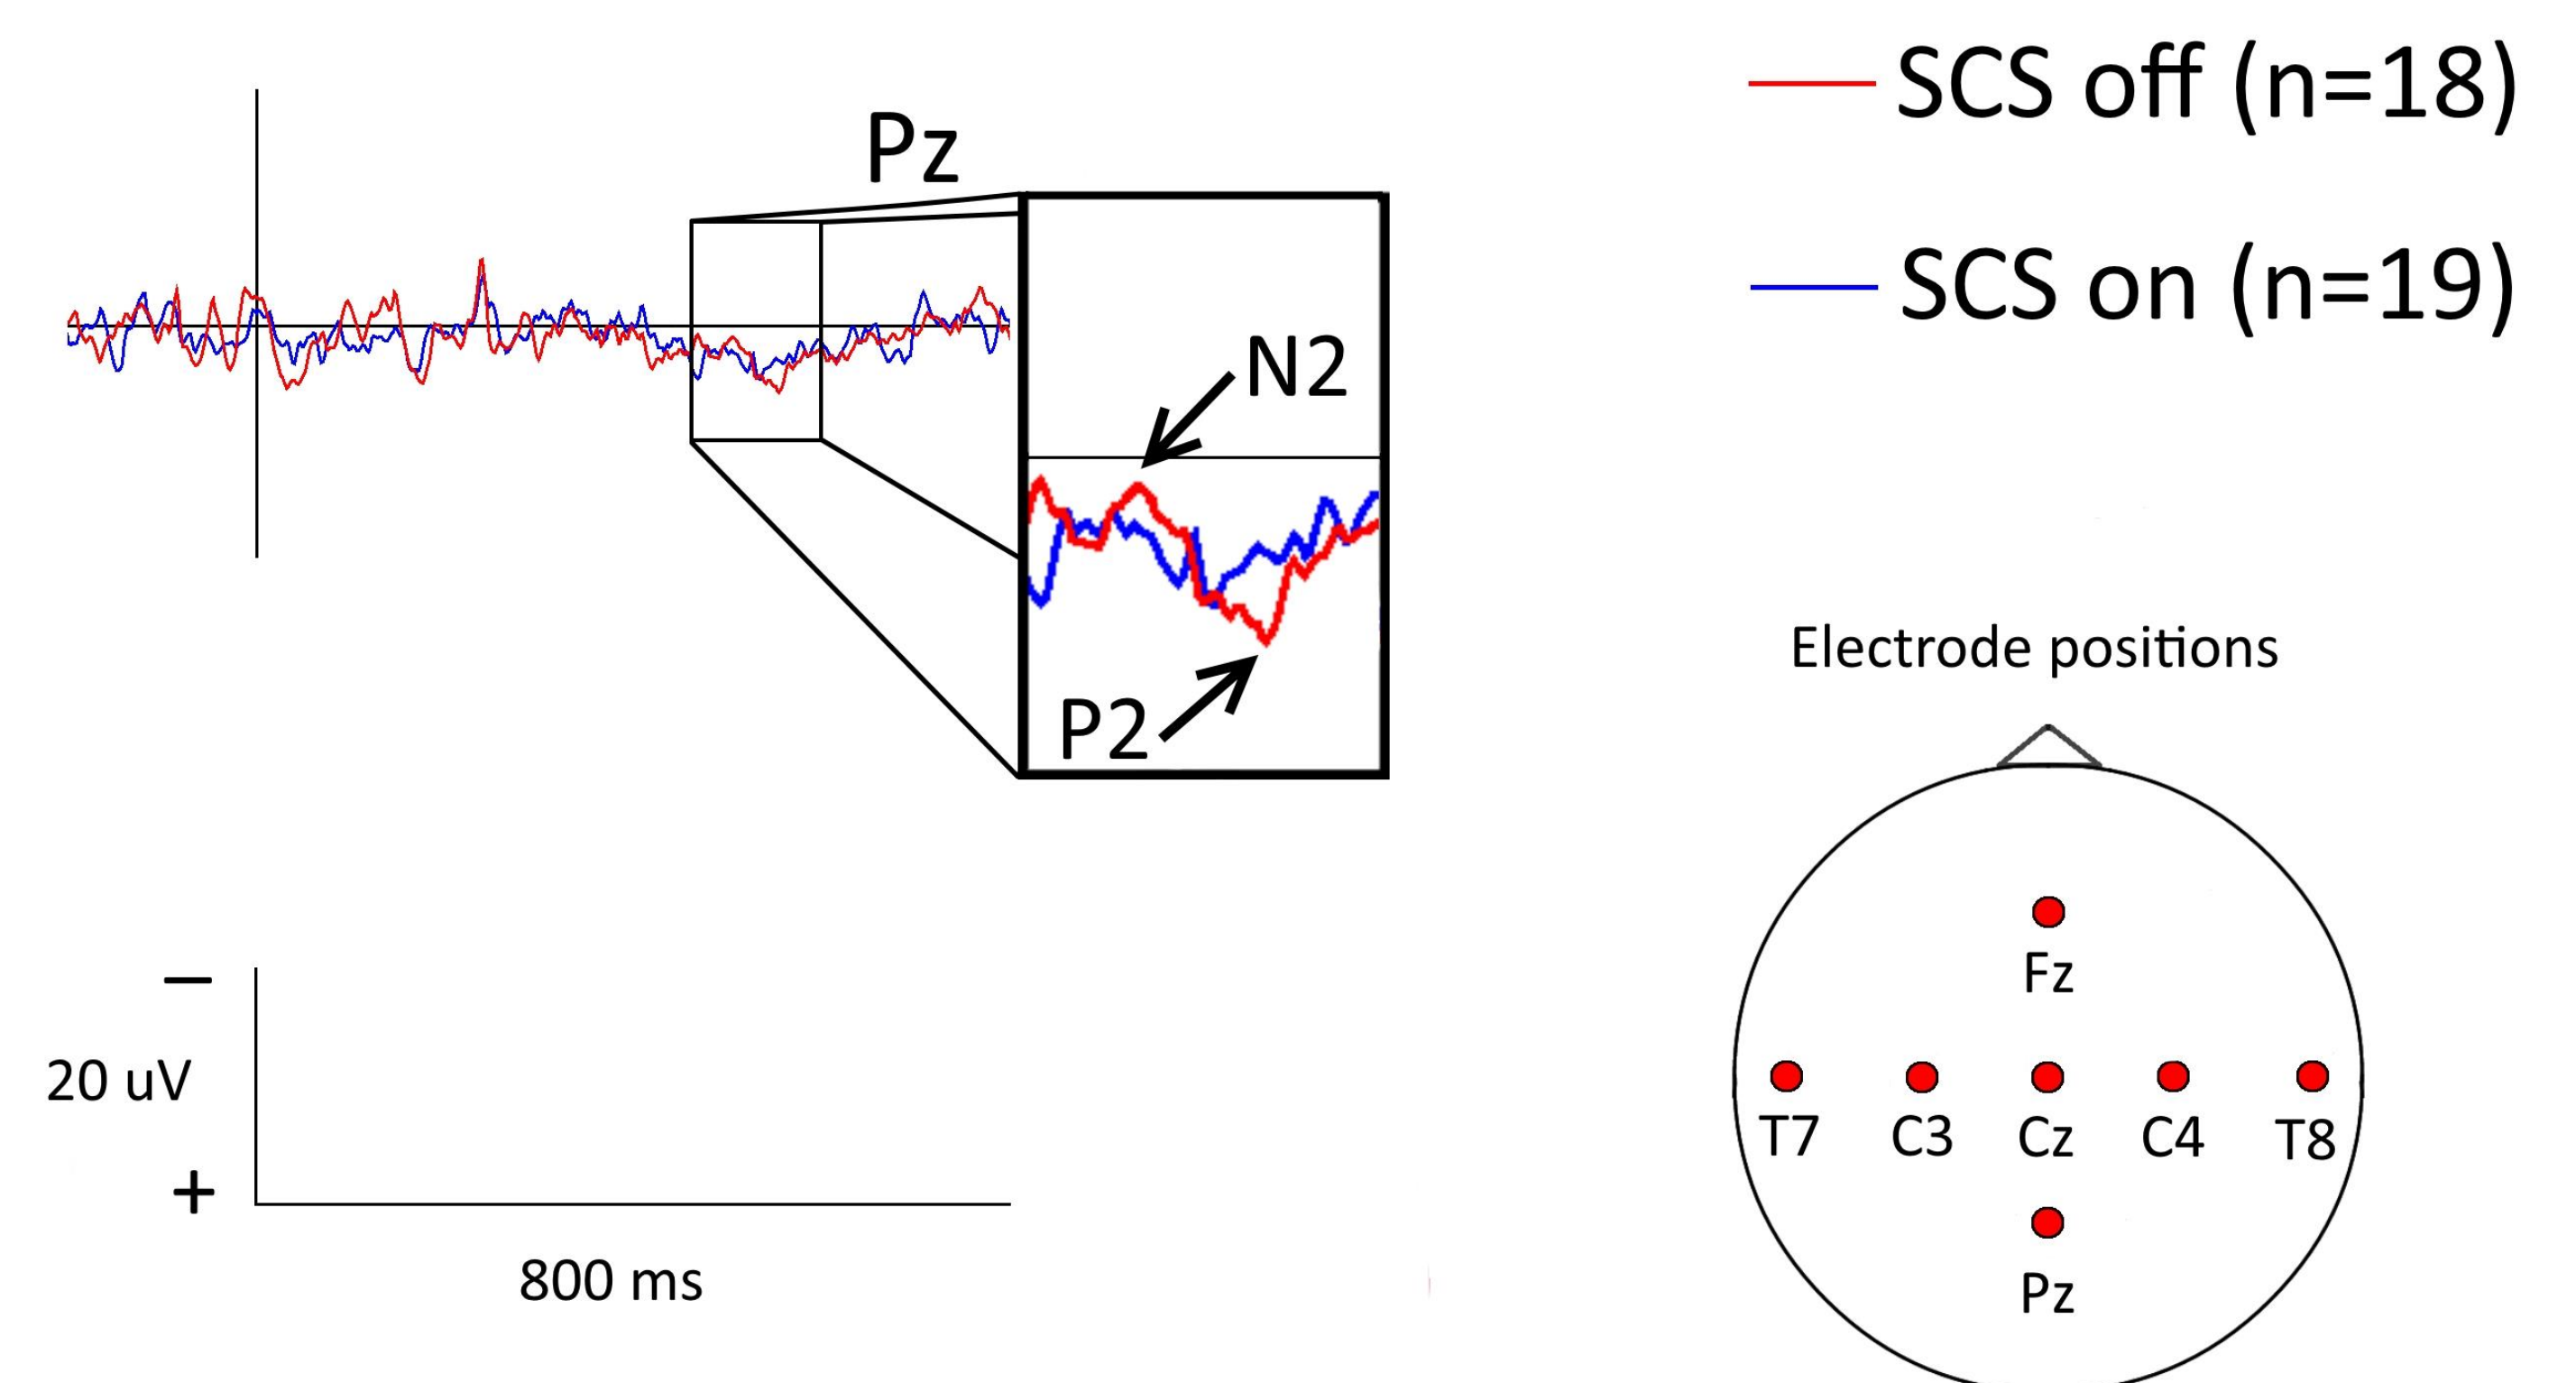 Pz
SCS off (n=18)
SCS on (n=19)
N2
P2
Electrode positions
−
20 uV
+
800 ms
Fz
T7 C3 Cz C4 T8
Pz